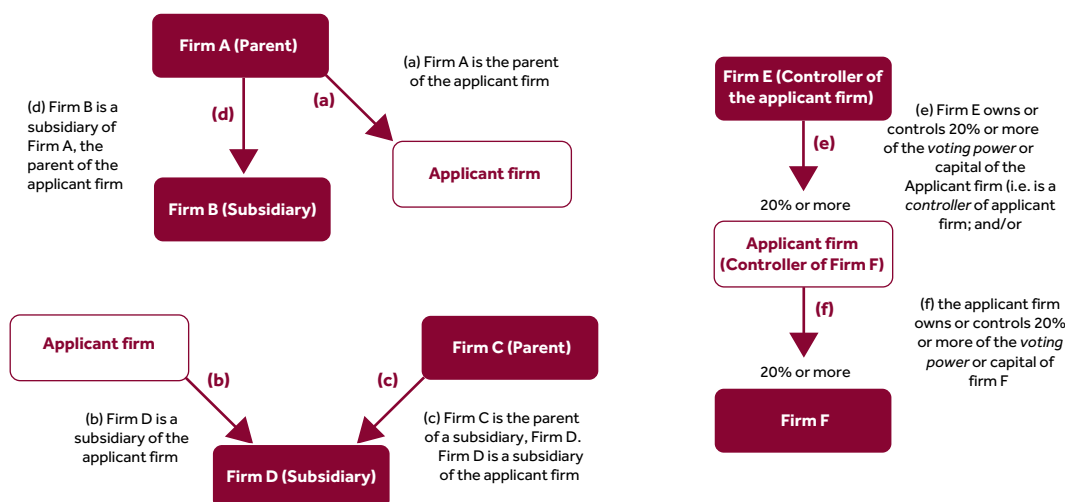 Firm A (Parent)
(a) Firm A is the parent
of the applicant firm
(d) Firm B is a
subsidiary of
Firm A, the
parent of the
applicant firm
(d)
(a)
Applicant firm
Firm B (Subsidiary)
Applicant firm
Firm C (Parent)
(b)
(c)
(b) Firm D is a
subsidiary of the
applicant firm
(c) Firm C is the parent
of a subsidiary, Firm D.
Firm D is a subsidiary
of the applicant firm
Firm D (Subsidiary)
Firm E (Controller of
the applicant firm)
(e)
(e) Firm E owns or
controls 20% or more
of the voting power or
capital of the
Applicant firm (i.e. is a
controller of applicant
firm; and/or
20% or more
Applicant firm
(Controller of Firm F)
(f)
(f) the applicant firm
owns or controls 20%
or more of the voting
power or capital of
firm F
20% or more
Firm F